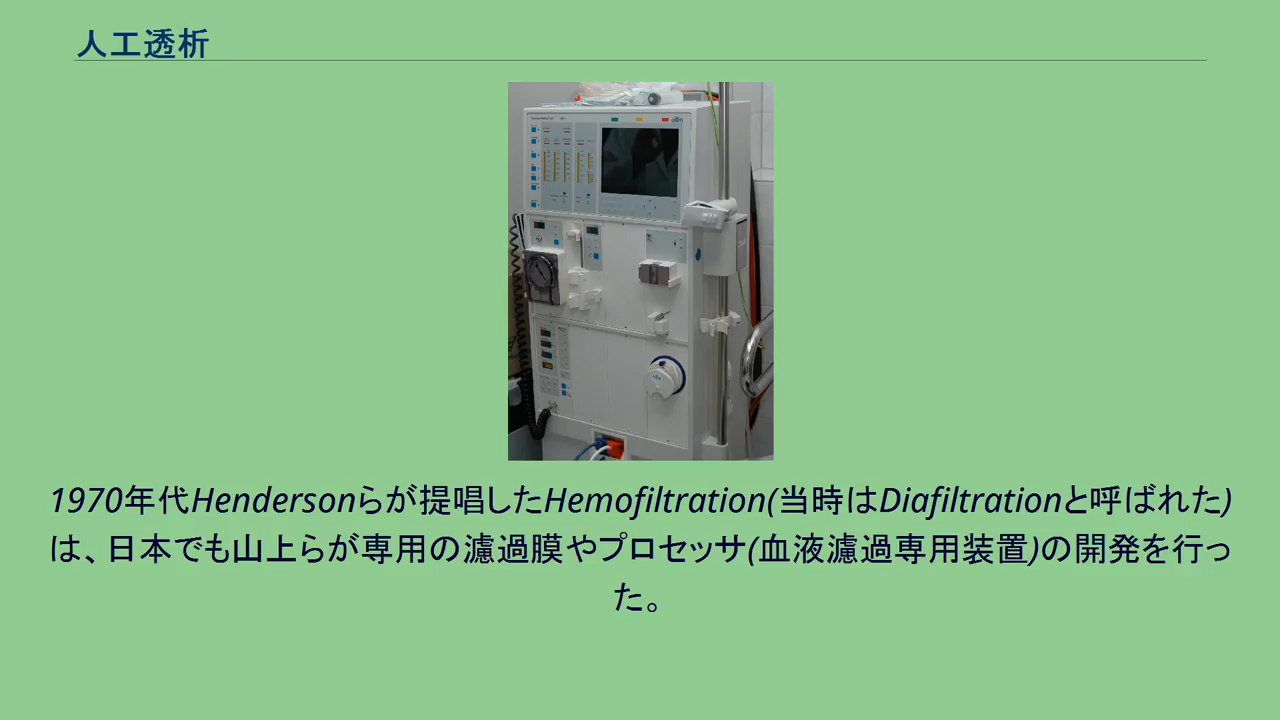 人工透析
1970年代Hendersonらが提唱したHemofiltration(当時はDiafiltrationと呼ばれた)
は、日本でも山上らが専用の濾過膜やプロセッサ(血液濾過専用装置)の開発を行っ
た。